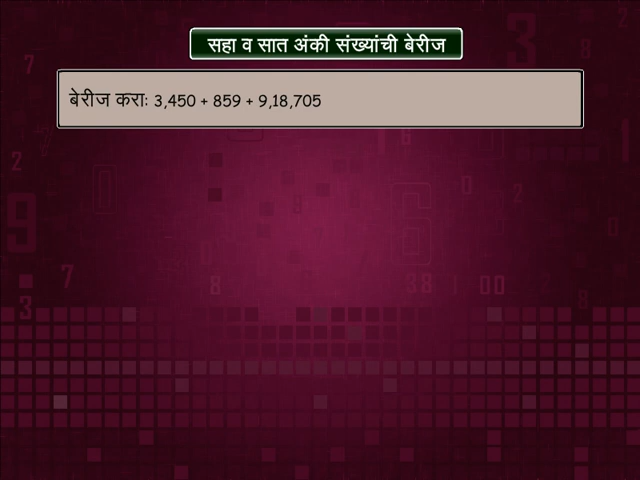 सहा व सात अंकी संख्यांची बेरीज
बेरीज कराः 3,450 + 859 + 9,18,705